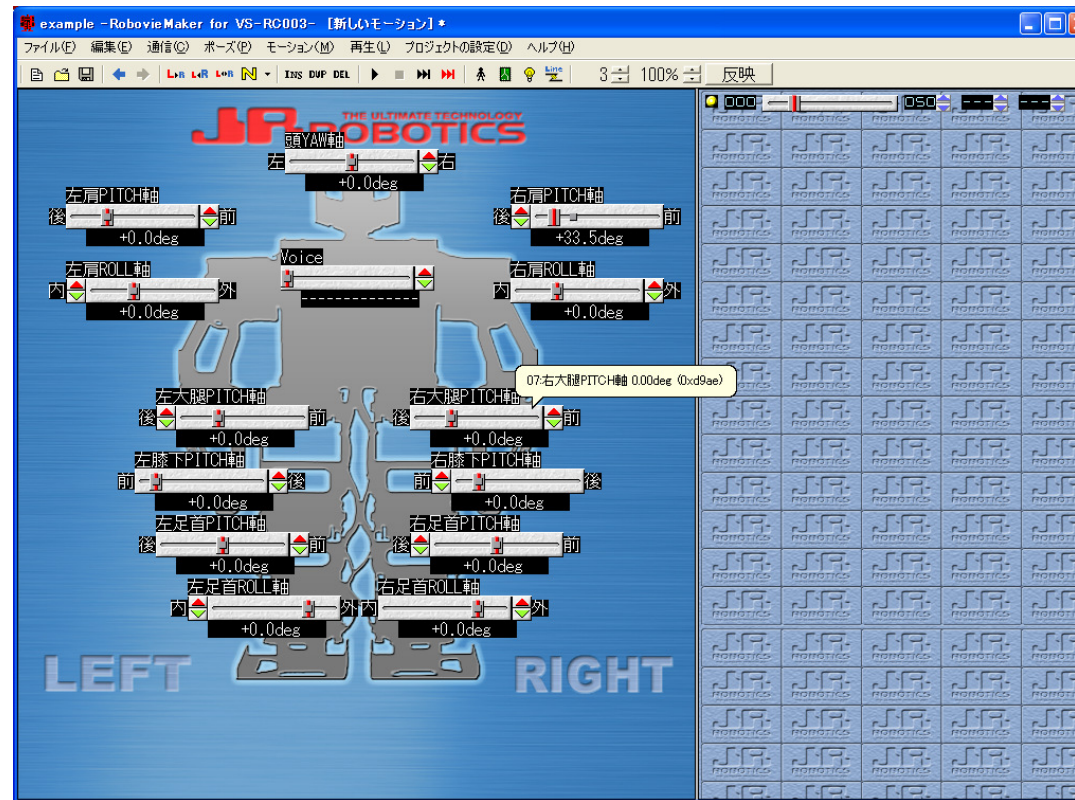 example -RobovieMaker for VS-RC003- [新しいモーション] *
ファイル(F) 編集(E) 通信(C) ポーズ(P) モーション(M) 再生(L) プロジェクトの設定(D) ヘルプ(H)
L▸R L◂R L↔R N INS DUP DEL Line 3 100% 反映
THE ULTIMATE TECHNOLOGY
JR ROBOTICS
000 050 --- ---
頭YAW軸
左 右
+0.0deg
左肩PITCH軸 右肩PITCH軸
後 前 後 前
+0.0deg +33.5deg
Voice
左肩ROLL軸 右肩ROLL軸
内 外 内 外
+0.0deg ------------- +0.0deg
07:右大腿PITCH軸 0.00deg (0xd9ae)
左大腿PITCH軸 右大腿PITCH軸
後 前 後 前
+0.0deg +0.0deg
左膝下PITCH軸 右膝下PITCH軸
前 後 前 後
+0.0deg +0.0deg
左足首PITCH軸 右足首PITCH軸
後 前 後 前
+0.0deg +0.0deg
左足首ROLL軸 右足首ROLL軸
内 外 内 外
+0.0deg +0.0deg
LEFT RIGHT